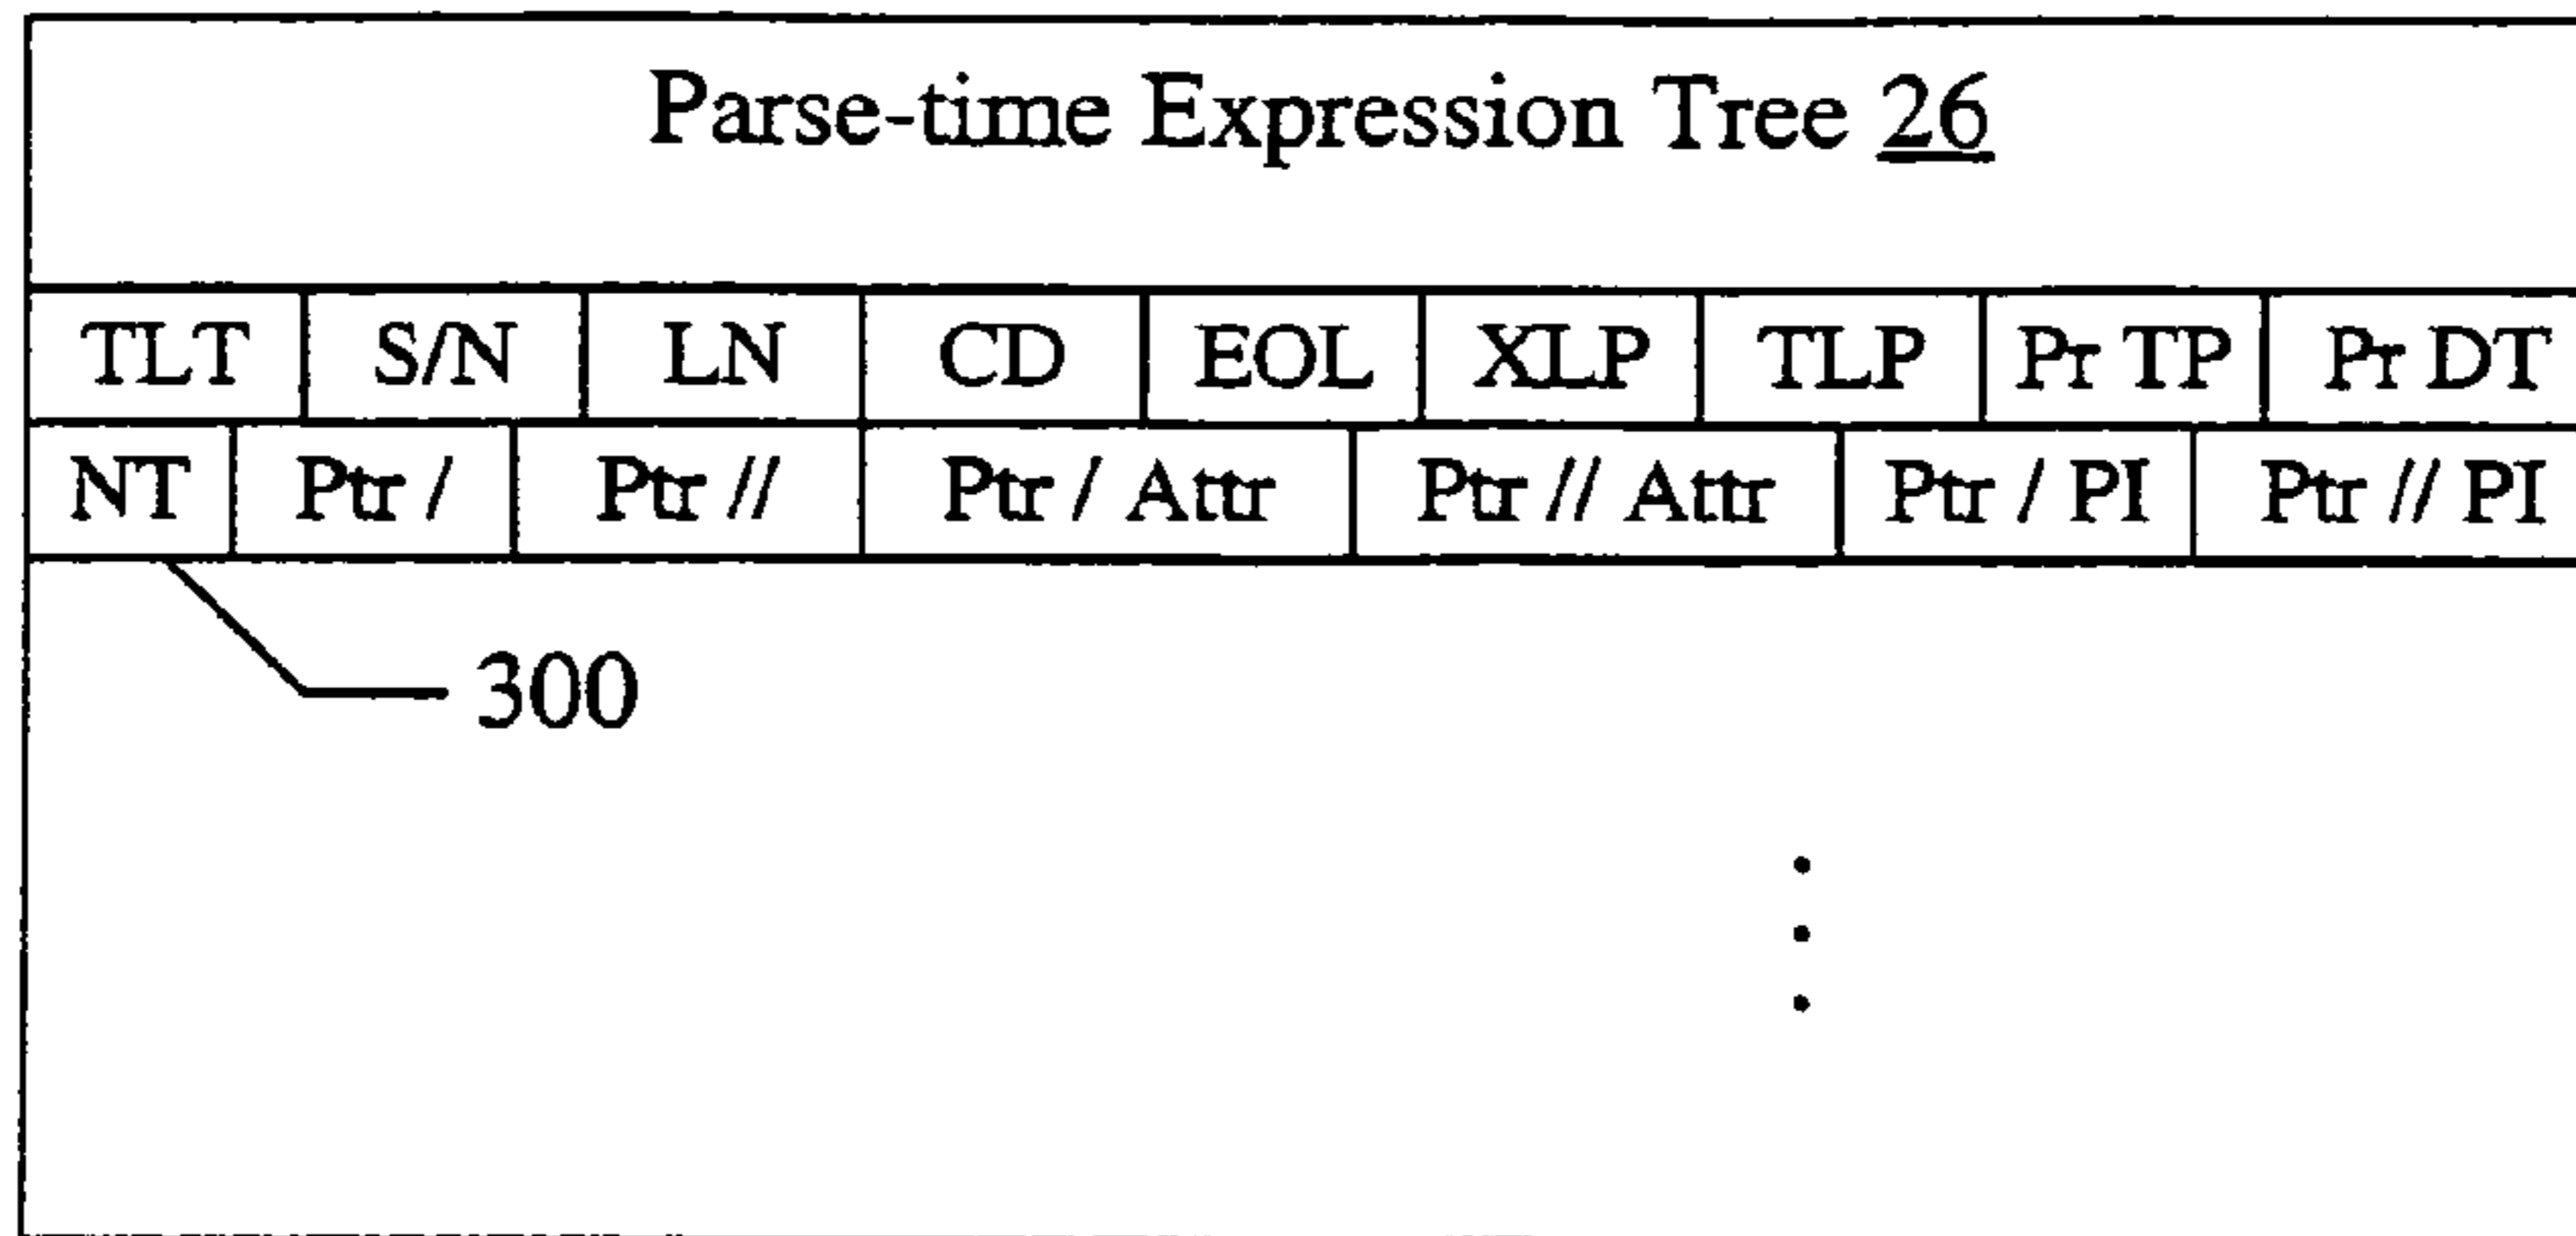 Parse-time Expression Tree 26
TLT S/N LN CD EOL XLP TLP Pr TP Pr DT
NT Ptr / Ptr // Ptr / Attr Ptr // Attr Ptr / PI Ptr // PI
300